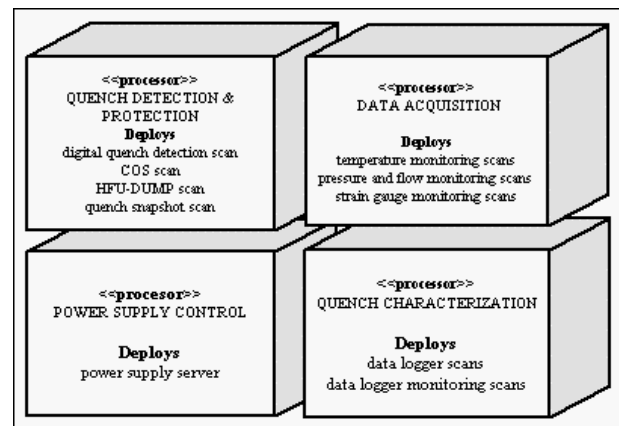 <<processor>>
QUENCH DETECTION &
PROTECTION
Deploys
digital quench detection scan
COS scan
HFU-DUMP scan
quench snapshot scan
<<processor>>
DATA ACQUISITION
Deploys
temperature monitoring scans
pressure and flow monitoring scans
strain gauge monitoring scans
<<procesor>>
POWER SUPPLY CONTROL
Deploys
power supply server
<<processor>>
QUENCH CHARACTERIZATION
Deploys
data logger scans
data logger monitoring scans